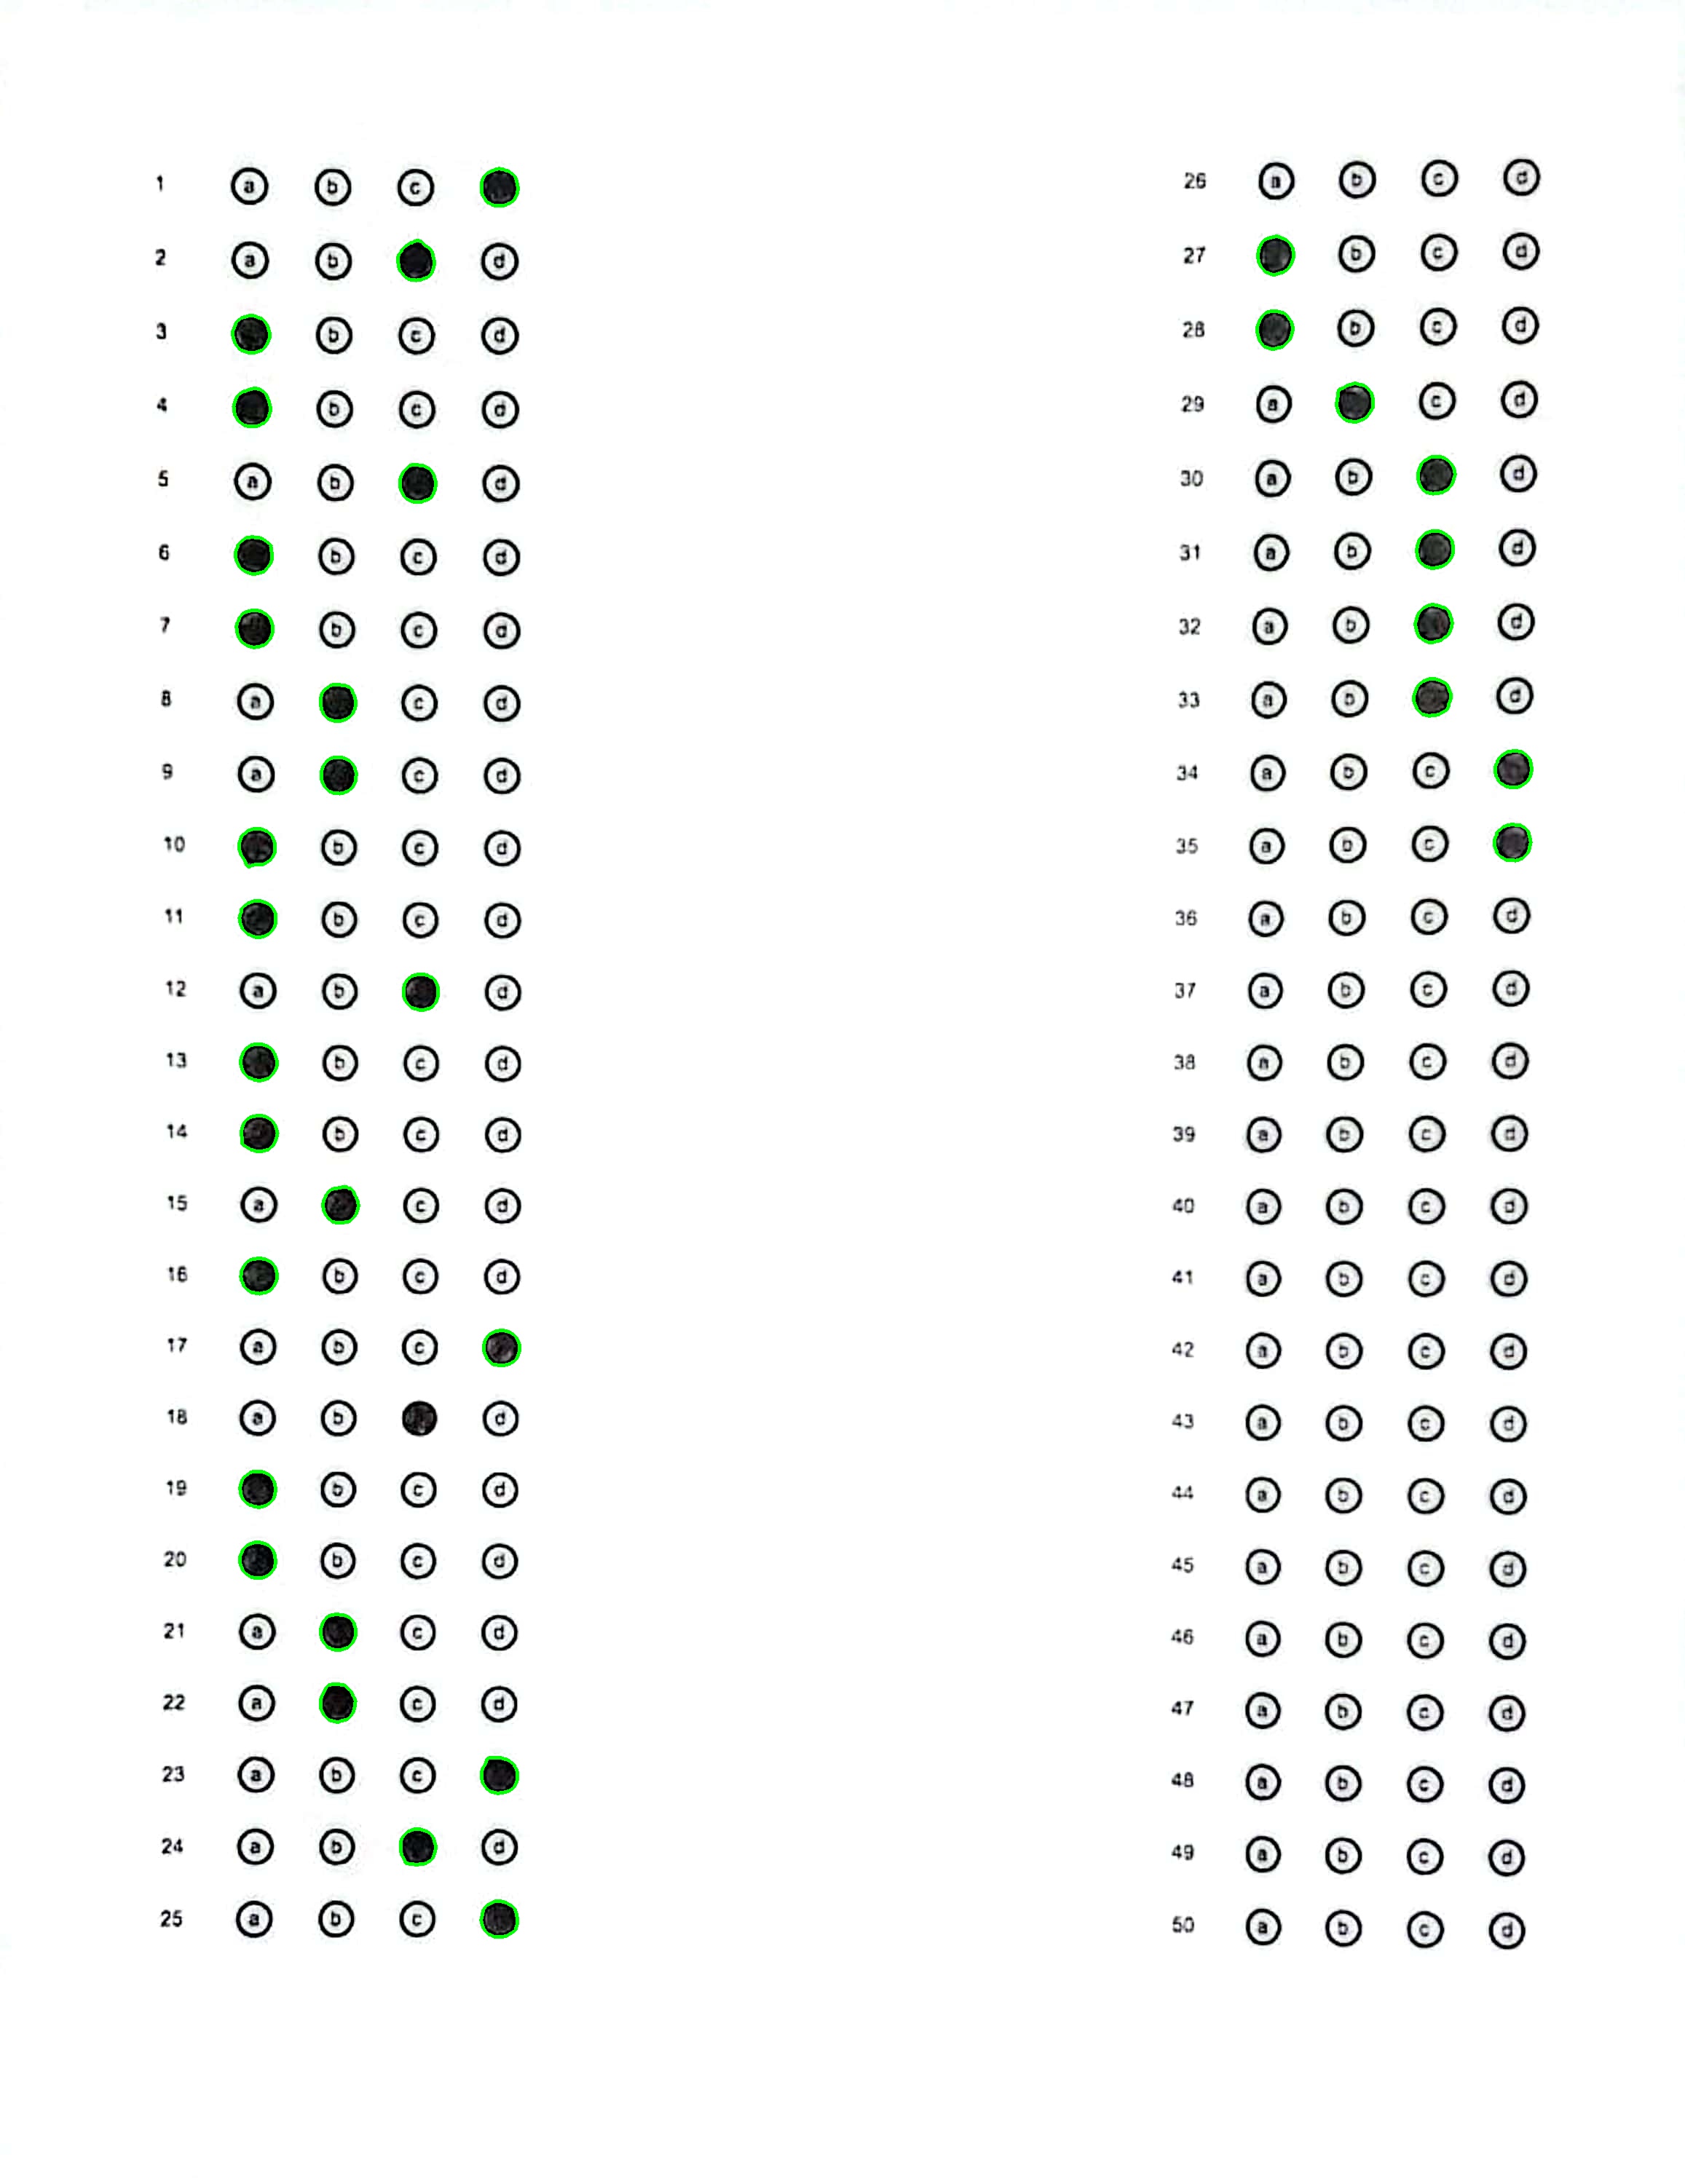 1 a b c
2 a b d
3 b c d
4 b c d
5 a b d
6 b c d
7 b c d
8 a c d
9 a c d
10 b c d
11 b c d
12 a b d
13 b c d
14 b c d
15 a c d
16 b c d
17 a b c
18 a b d
19 b c d
20 b c d
21 a c d
22 a c d
23 a b c
24 a b d
25 a b c
26 a b c d
27 b c d
28 b c d
29 a c d
30 a b d
31 a b d
32 a b d
33 a b d
34 a b c
35 a b c
36 a b c d
37 a b c d
38 a b c d
39 a b c d
40 a b c d
41 a b c d
42 a b c d
43 a b c d
44 a b c d
45 a b c d
46 a b c d
47 a b c d
48 a b c d
49 a b c d
50 a b c d